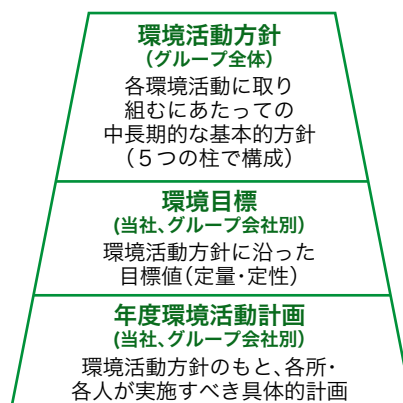 環境活動方針
（グループ全体）
各環境活動に取り
組むにあたっての
中長期的な基本的方針
（５つの柱で構成）
環境目標
(当社、グループ会社別)
環境活動方針に沿った
目標値（定量・定性）
年度環境活動計画
(当社、グループ会社別)
環境活動方針のもと、各所・
各人が実施すべき具体的計画